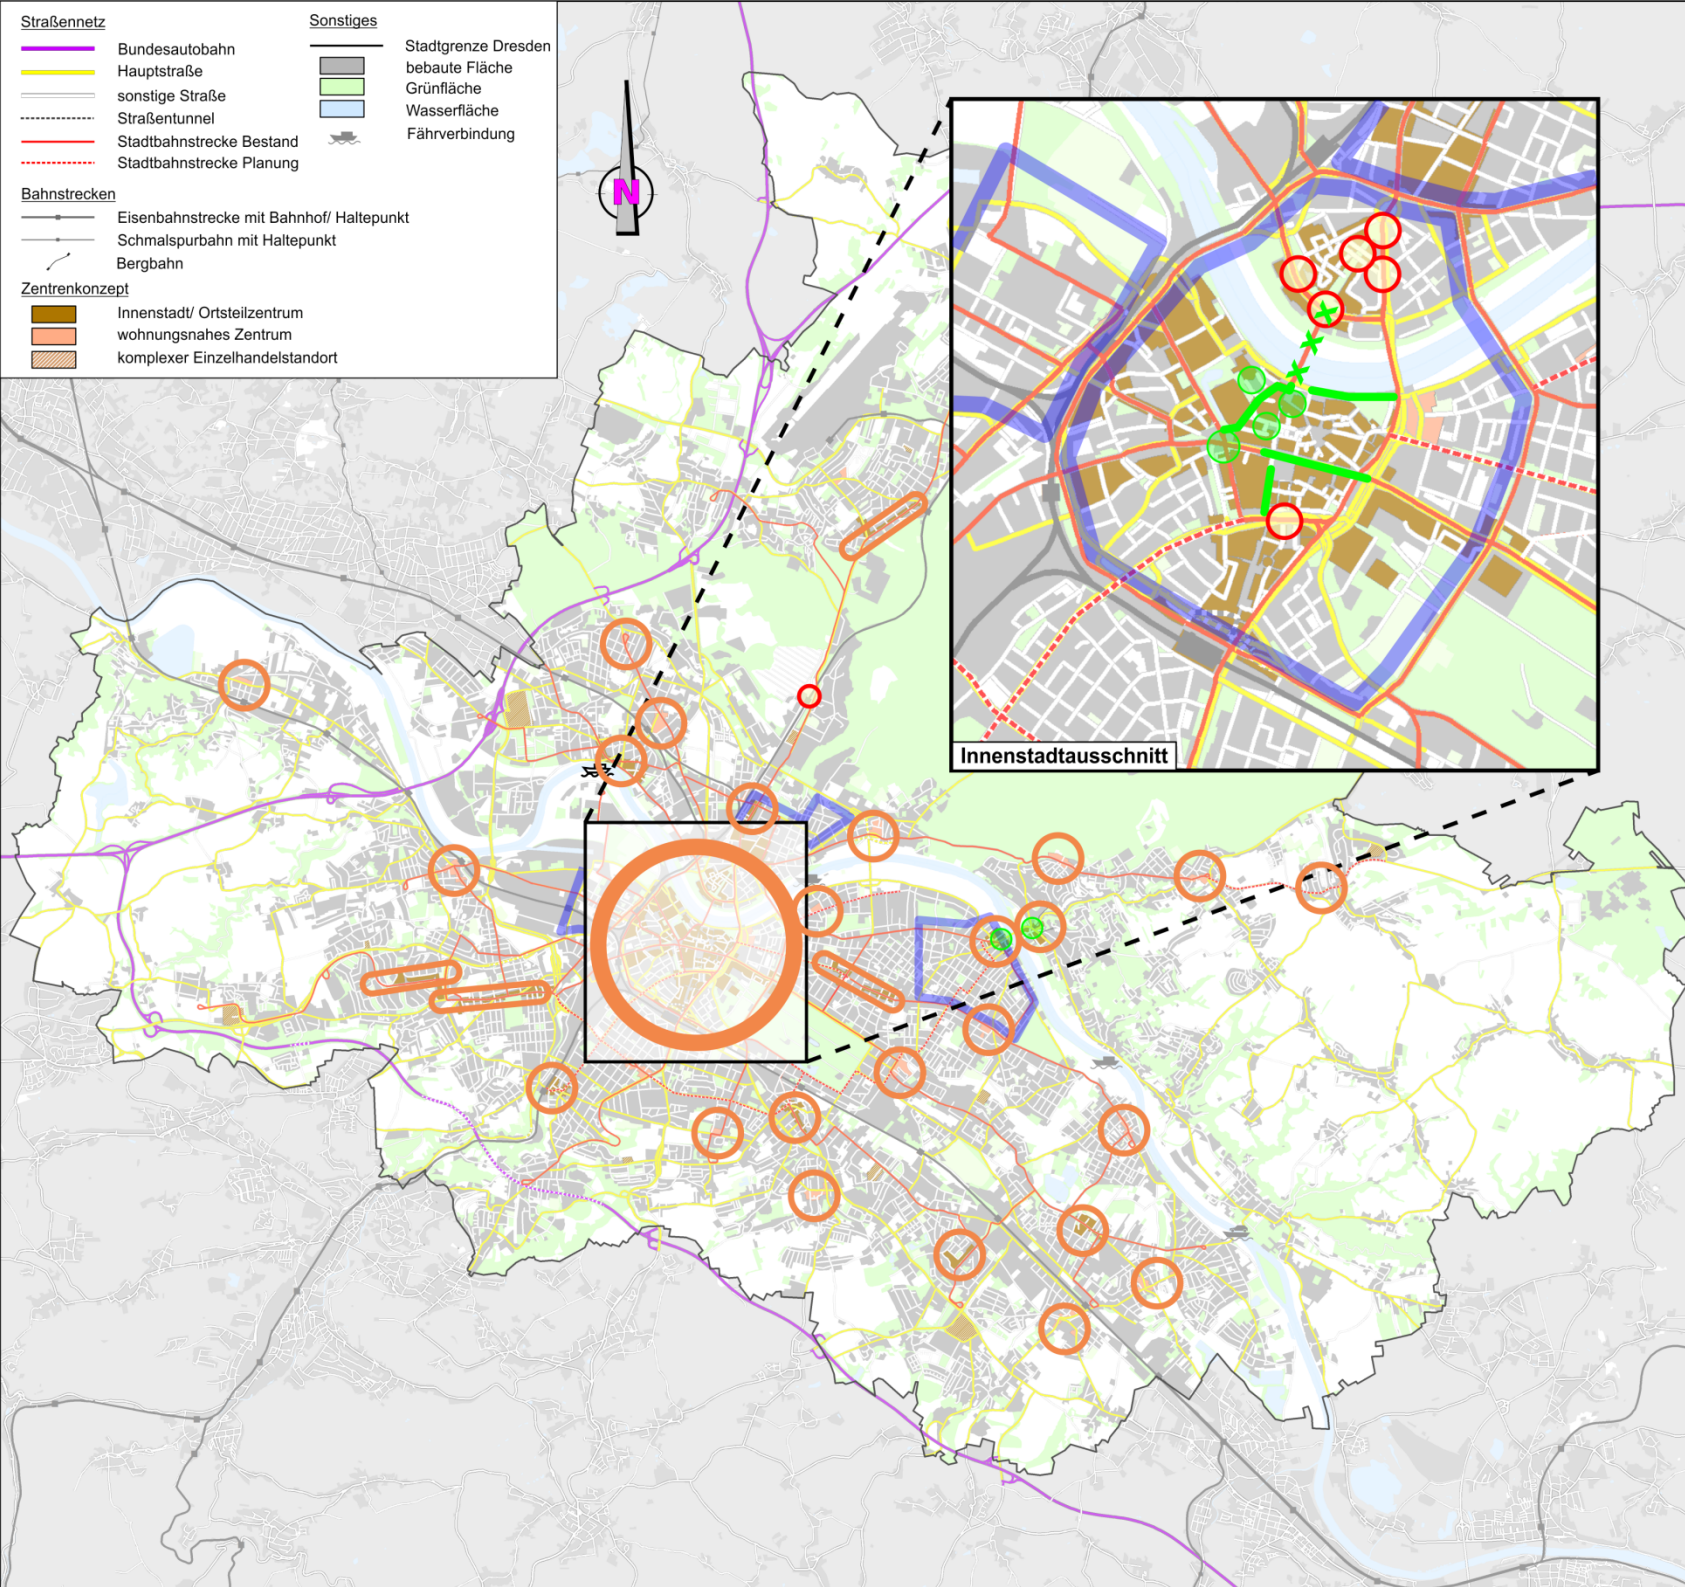 Straßennetz
Bundesautobahn
Hauptstraße
sonstige Straße
Straßentunnel
Stadtbahnstrecke Bestand
Stadtbahnstrecke Planung
Bahnstrecken
Eisenbahnstrecke mit Bahnhof/ Haltepunkt
Schmalspurbahn mit Haltepunkt
Bergbahn
Zentrenkonzept
Innenstadt/ Ortsteilzentrum
wohnungsnahes Zentrum
komplexer Einzelhandelstandort
Sonstiges
Stadtgrenze Dresden
bebaute Fläche
Grünfläche
Wasserfläche
Fährverbindung
N
Innenstadtausschnitt